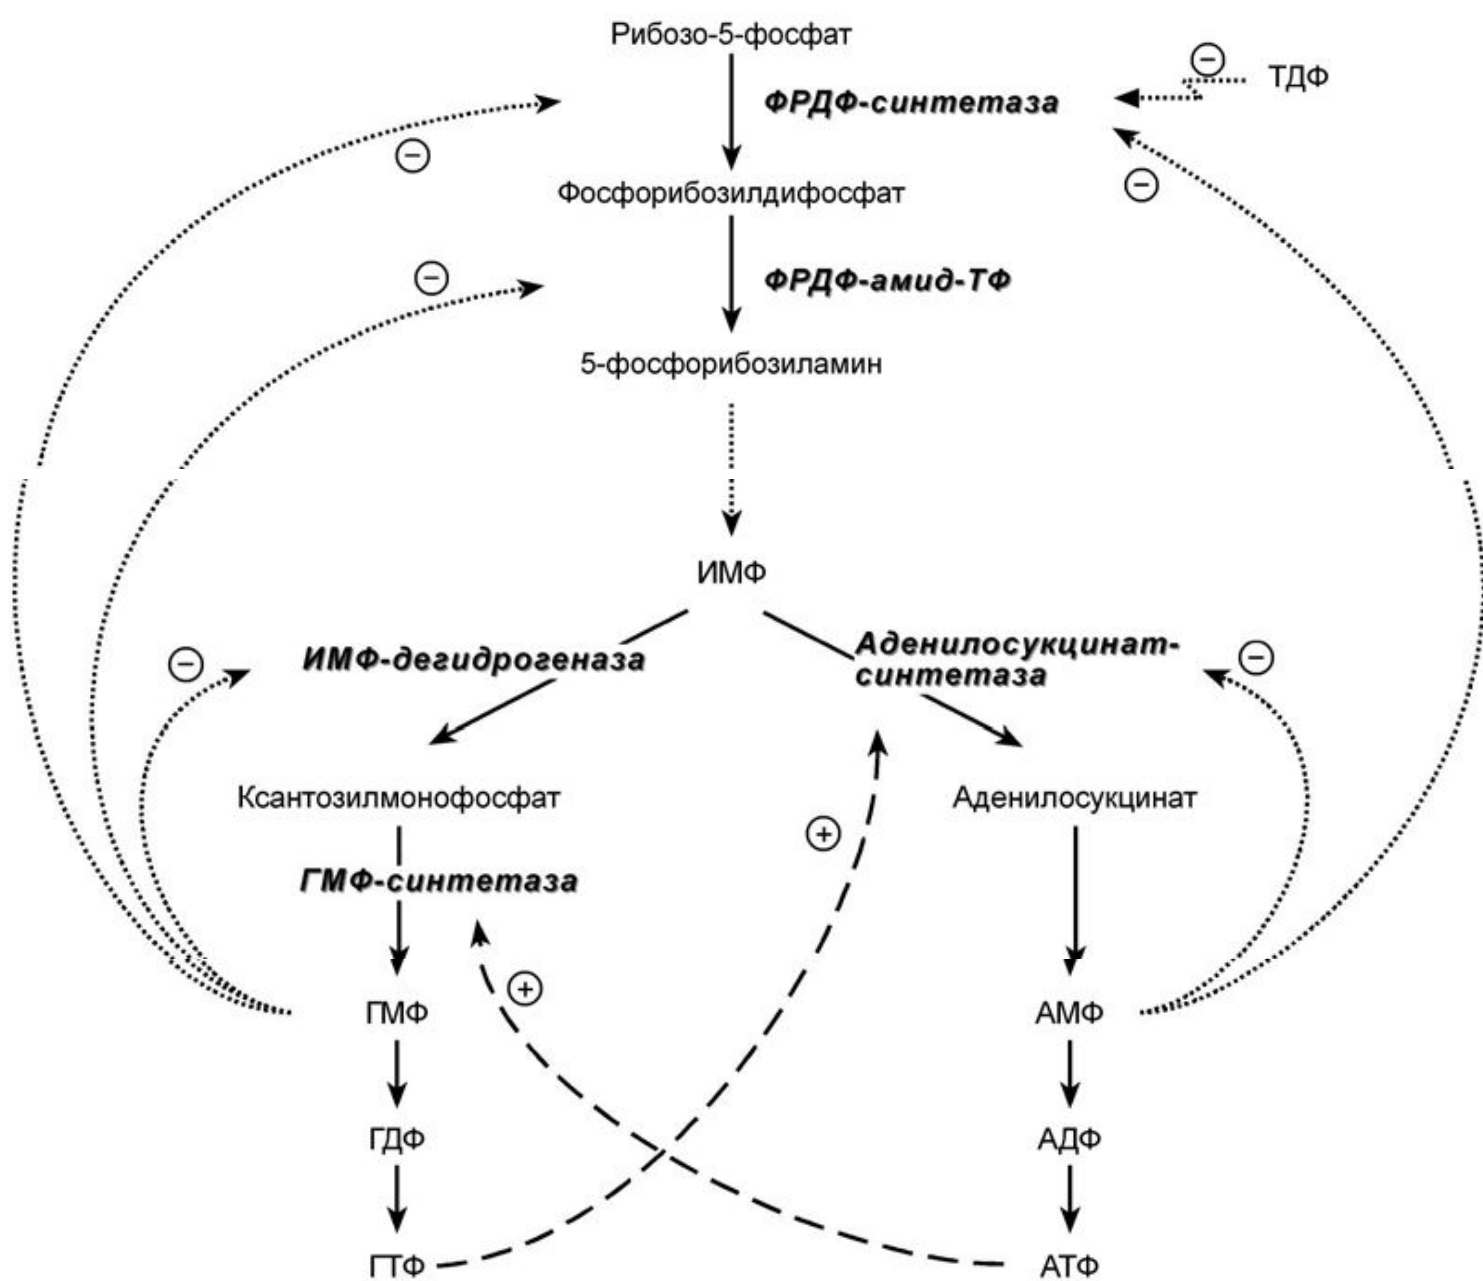 Рибозо-5-фосфат
ТДФ
ФРДФ-синтетаза
Фосфорибозилдифосфат
ФРДФ-амид-ТФ
5-фосфорибозиламин
ИМФ
ИМФ-дегидрогеназа
Аденилосукцинат-
синтетаза
Ксантозилмонофосфат
Аденилосукцинат
ГМФ-синтетаза
ГМФ
АМФ
ГДФ
АДФ
ГТФ
АТФ